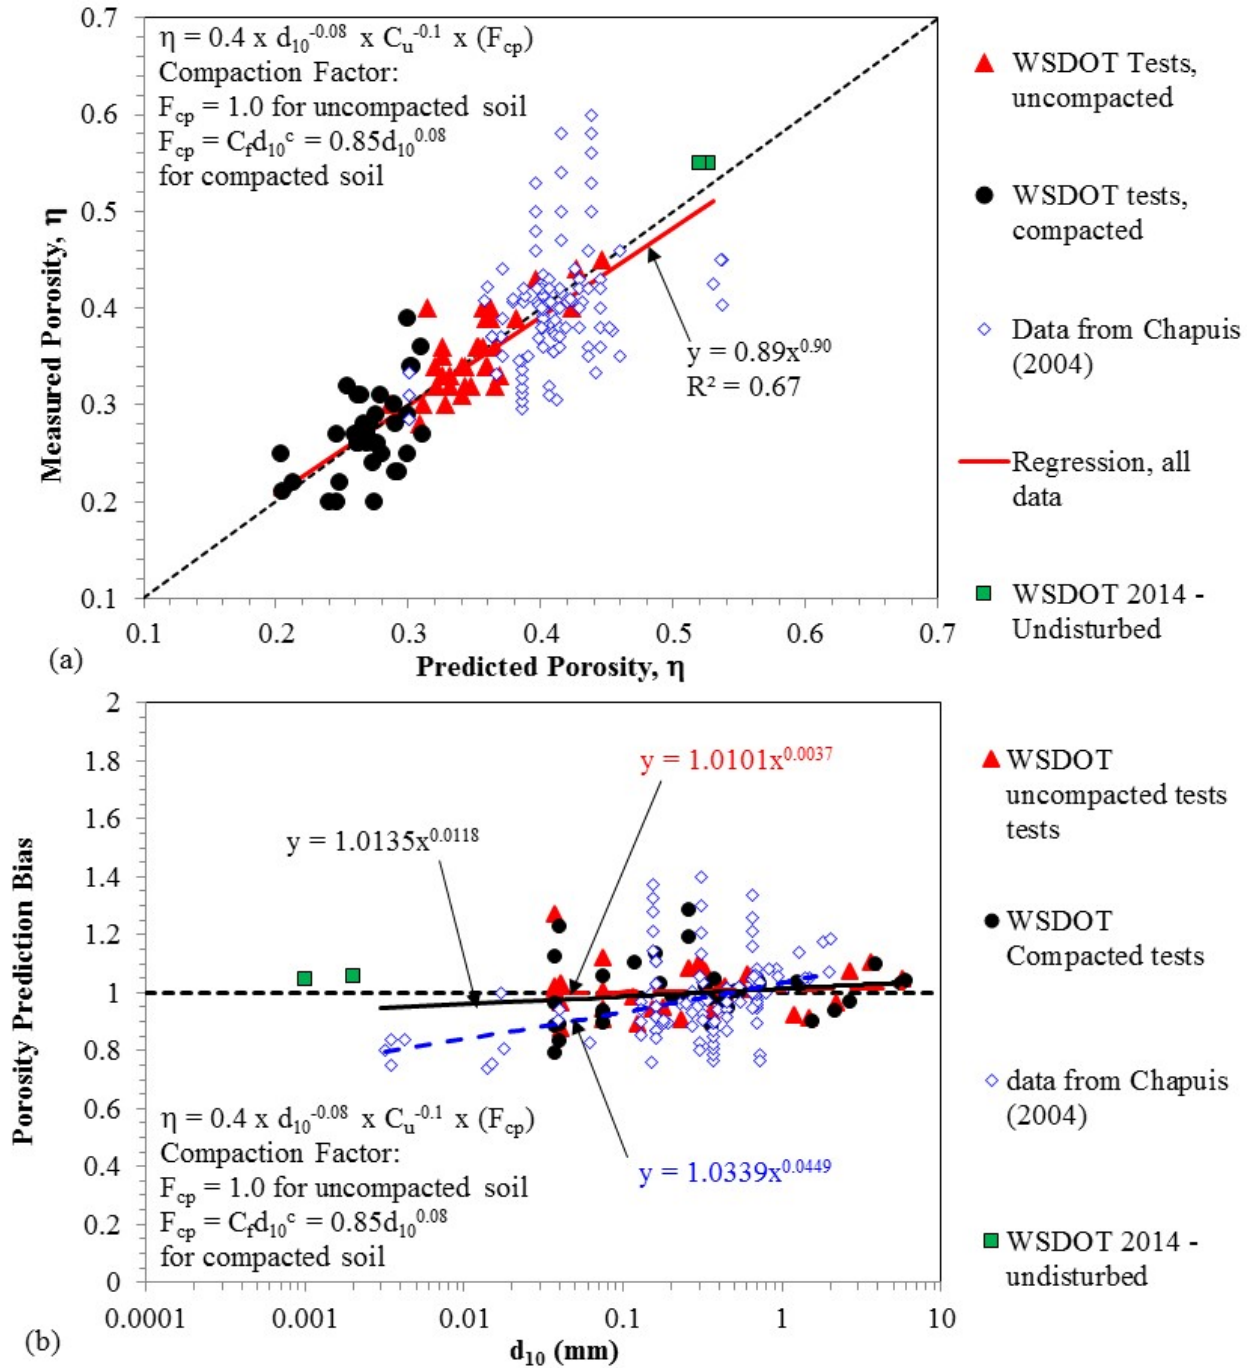 η = 0.4 x d10^-0.08 x Cu^-0.1 x (Fcp)
Compaction Factor:
Fcp = 1.0 for uncompacted soil
Fcp = Cfd10^c = 0.85d10^0.08
for compacted soil
y = 0.89x^0.90
R² = 0.67
0.7
0.6
0.5
0.4
0.3
0.2
0.1
Measured Porosity, η
0.1 0.2 0.3 0.4 0.5 0.6 0.7
Predicted Porosity, η
(a)
WSDOT Tests,
uncompacted
WSDOT tests,
compacted
Data from Chapuis
(2004)
Regression, all
data
WSDOT 2014 -
Undisturbed
2
1.8
1.6
1.4
1.2
1
0.8
0.6
0.4
0.2
0
Porosity Prediction Bias
y = 1.0101x^0.0037
y = 1.0135x^0.0118
y = 1.0339x^0.0449
η = 0.4 x d10^-0.08 x Cu^-0.1 x (Fcp)
Compaction Factor:
Fcp = 1.0 for uncompacted soil
Fcp = Cfd10^c = 0.85d10^0.08
for compacted soil
0.0001 0.001 0.01 0.1 1 10
d10 (mm)
(b)
WSDOT
uncompacted tests
tests
WSDOT
Compacted tests
data from Chapuis
(2004)
WSDOT 2014 -
undisturbed